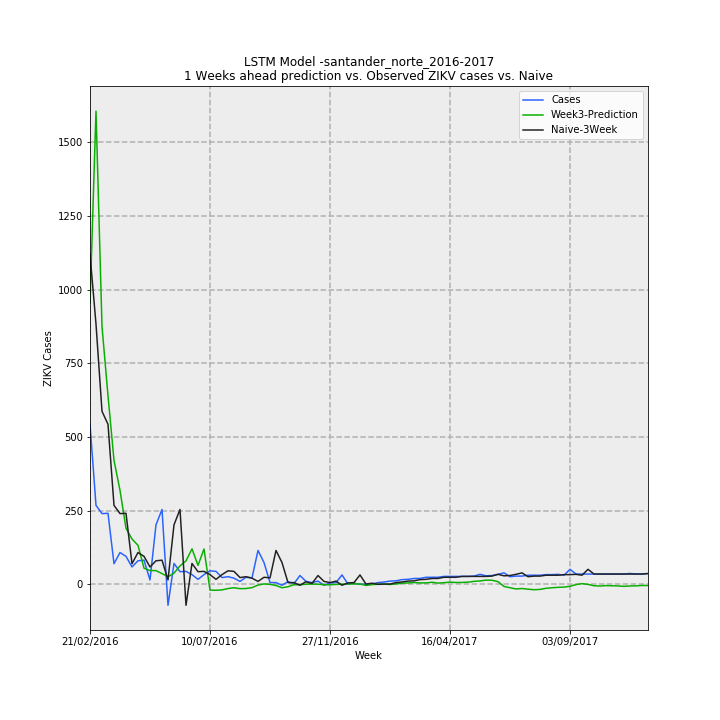 LSTM Model -santander_norte_2016-2017
1 Weeks ahead prediction vs. Observed ZIKV cases vs. Naive
Cases
Week3-Prediction
Naive-3Week
1500
1250
1000
750
500
250
0
ZIKV Cases
21/02/2016
10/07/2016
27/11/2016
16/04/2017
03/09/2017
Week